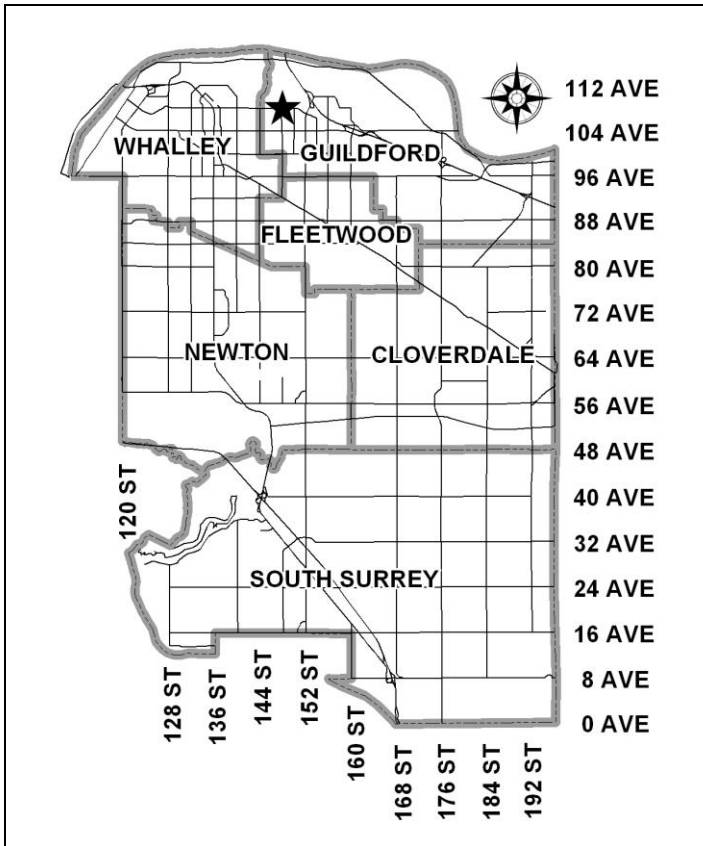 112 AVE
104 AVE
WHALLEY
GUILDFORD
96 AVE
88 AVE
FLEETWOOD
80 AVE
72 AVE
NEWTON
CLOVERDALE
64 AVE
56 AVE
48 AVE
120 ST
40 AVE
32 AVE
SOUTH SURREY
24 AVE
16 AVE
128 ST
136 ST
144 ST
152 ST
8 AVE
160 ST
0 AVE
168 ST
176 ST
184 ST
192 ST